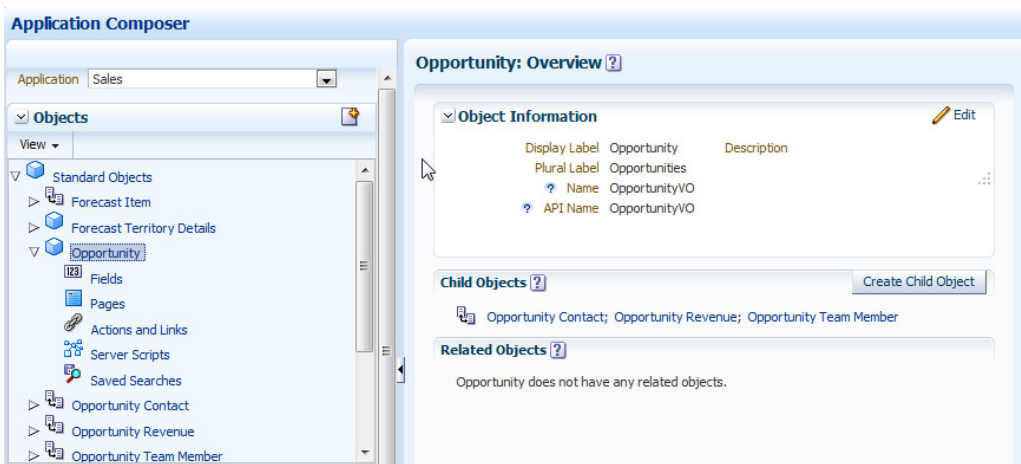 Application Composer
Application Sales
Objects
View
Standard Objects
Forecast Item
Forecast Territory Details
Opportunity
123 Fields
Pages
Actions and Links
Server Scripts
Saved Searches
Opportunity Contact
Opportunity Revenue
Opportunity Team Member
Opportunity: Overview ?
Object Information
Edit
Display Label Opportunity Description
Plural Label Opportunities
? Name OpportunityVO
? API Name OpportunityVO
Child Objects ?
Create Child Object
Opportunity Contact; Opportunity Revenue; Opportunity Team Member
Related Objects ?
Opportunity does not have any related objects.